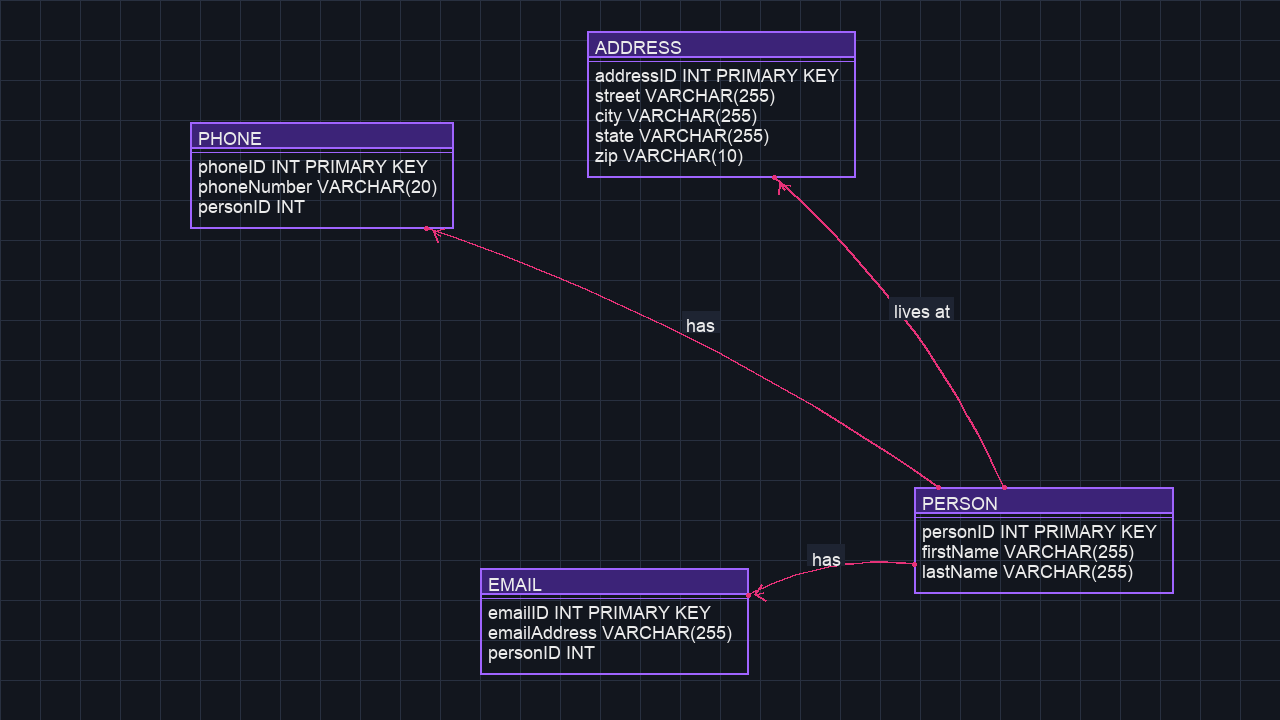 ADDRESS
addressID INT PRIMARY KEY
street VARCHAR(255)
city VARCHAR(255)
state VARCHAR(255)
zip VARCHAR(10)
PHONE
phoneID INT PRIMARY KEY
phoneNumber VARCHAR(20)
personID INT
lives at
has
PERSON
personID INT PRIMARY KEY
firstName VARCHAR(255)
lastName VARCHAR(255)
has
EMAIL
emailID INT PRIMARY KEY
emailAddress VARCHAR(255)
personID INT